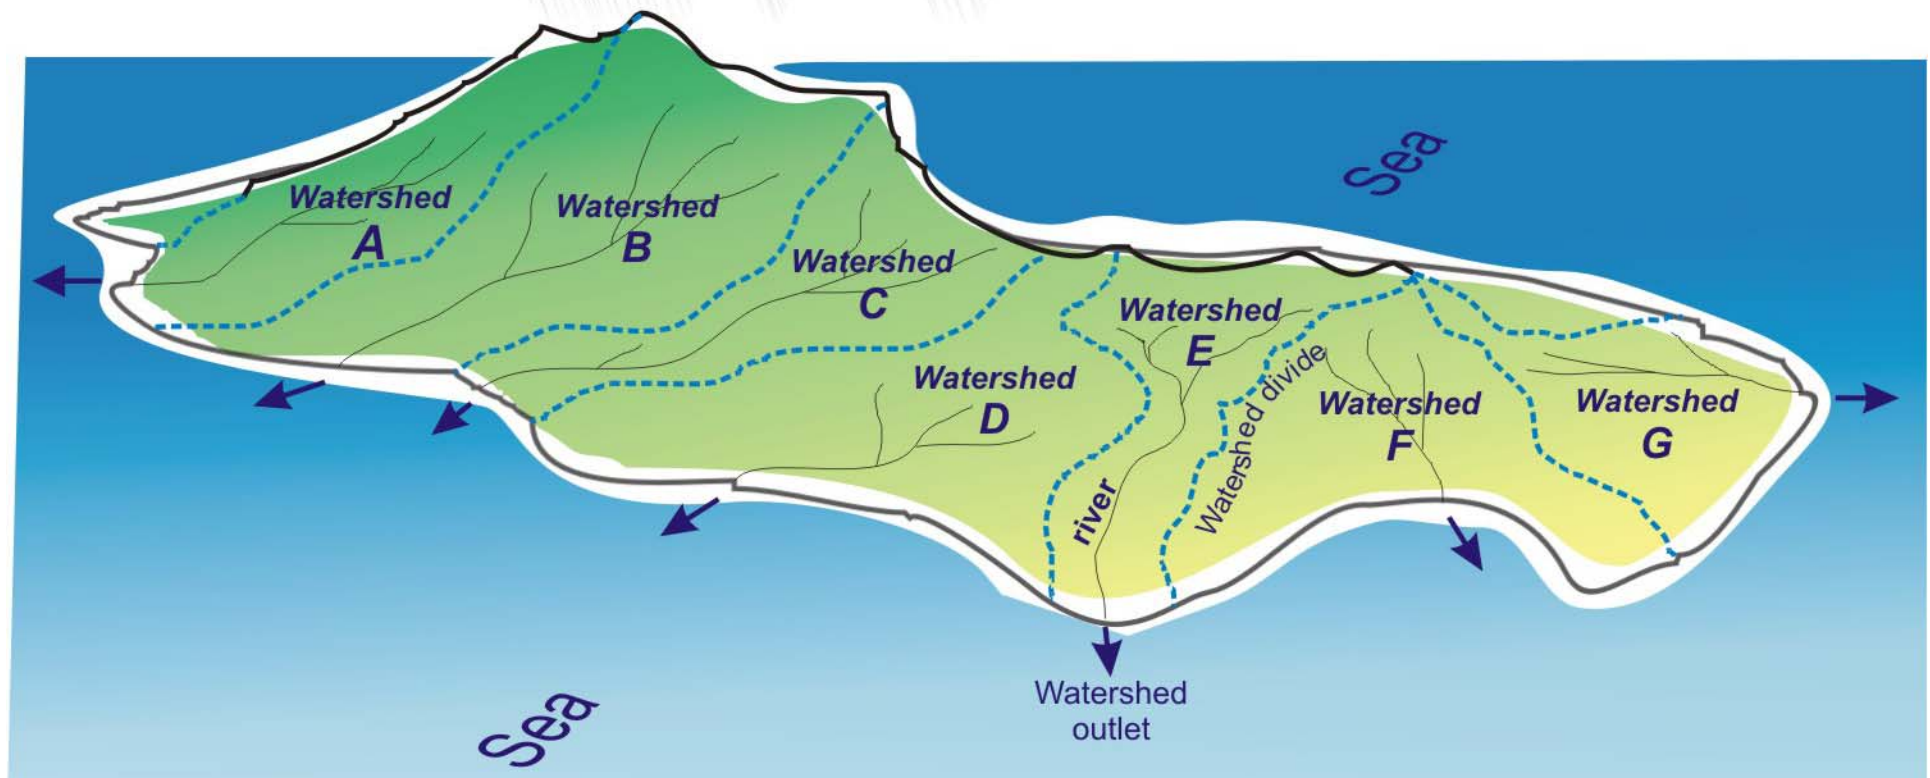 Sea
Watershed
A
Watershed
B
Watershed
C
Watershed
D
Watershed
E
Watershed divide
Watershed
F
Watershed
G
river
Watershed
outlet
Sea